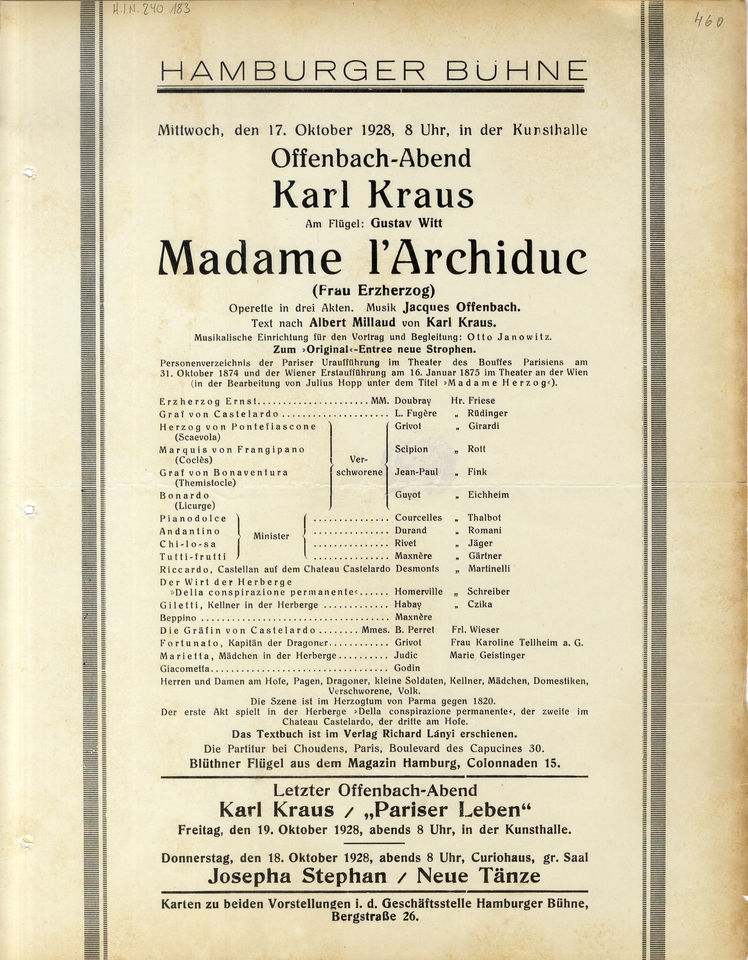 H.I.N. 240 183
460
HAMBURGER BÜHNE
Mittwoch, den 17. Oktober 1928, 8 Uhr, in der Kunsthalle
Offenbach-Abend
Karl Kraus
Am Flügel: Gustav Witt
Madame l'Archiduc
(Frau Erzherzog)
Operette in drei Akten. Musik Jacques Offenbach.
Text nach Albert Millaud von Karl Kraus.
Musikalische Einrichtung für den Vortrag und Begleitung: Otto Janowitz.
Zum ›Original‹-Entree neue Strophen.
Personenverzeichnis der Pariser Uraufführung im Theater des Bouffes Parisiens am
31. Oktober 1874 und der Wiener Erstaufführung am 16. Januar 1875 im Theater an der Wien
(in der Bearbeitung von Julius Hopp unter dem Titel ›Madame Herzog‹).
Erzherzog Ernst.................... MM. Doubray Hr. Friese
Graf von Castelardo .................... L. Fugère „ Rüdinger
Herzog von Pontefiascone Grivot „ Girardi
(Scaevola)
Marquis von Frangipano Scipion „ Rott
(Coclès) Ver-
Graf von Bonaventura schworene Jean-Paul „ Fink
(Themistocle)
Bonardo Guyot „ Eichheim
(Licurge)
Pianodolce .............. Courcelles „ Thalbot
Andantino Minister .............. Durand „ Romani
Chi-lo-sa .............. Rivet „ Jäger
Tutti-frutti .............. Maxnère „ Gärtner
Riccardo, Castellan auf dem Chateau Castelardo Desmonts „ Martinelli
Der Wirt der Herberge
›Della conspirazione permanente‹...... Homerville „ Schreiber
Giletti, Kellner in der Herberge ............ Habay „ Czika
Beppino .................................. Maxnère
Die Gräfin von Castelardo ........ Mmes. B. Perret Frl. Wieser
Fortunato, Kapitän der Dragoner........... Grivot Frau Karoline Tellheim a. G.
Marietta, Mädchen in der Herberge.......... Judic Marie Geistinger
Giacometta.................................. Godin
Herren und Damen am Hofe, Pagen, Dragoner, kleine Soldaten, Kellner, Mädchen, Domestiken,
Verschworene, Volk.
Die Szene ist im Herzogtum von Parma gegen 1820.
Der erste Akt spielt in der Herberge ›Della conspirazione permanente‹, der zweite im
Chateau Castelardo, der dritte am Hofe.
Das Textbuch ist im Verlag Richard Lányi erschienen.
Die Partitur bei Choudens, Paris, Boulevard des Capucines 30.
Blüthner Flügel aus dem Magazin Hamburg, Colonnaden 15.
Letzter Offenbach-Abend
Karl Kraus / „Pariser Leben“
Freitag, den 19. Oktober 1928, abends 8 Uhr, in der Kunsthalle.
Donnerstag, den 18. Oktober 1928, abends 8 Uhr, Curiohaus, gr. Saal
Josepha Stephan / Neue Tänze
Karten zu beiden Vorstellungen i. d. Geschäftsstelle Hamburger Bühne,
Bergstraße 26.